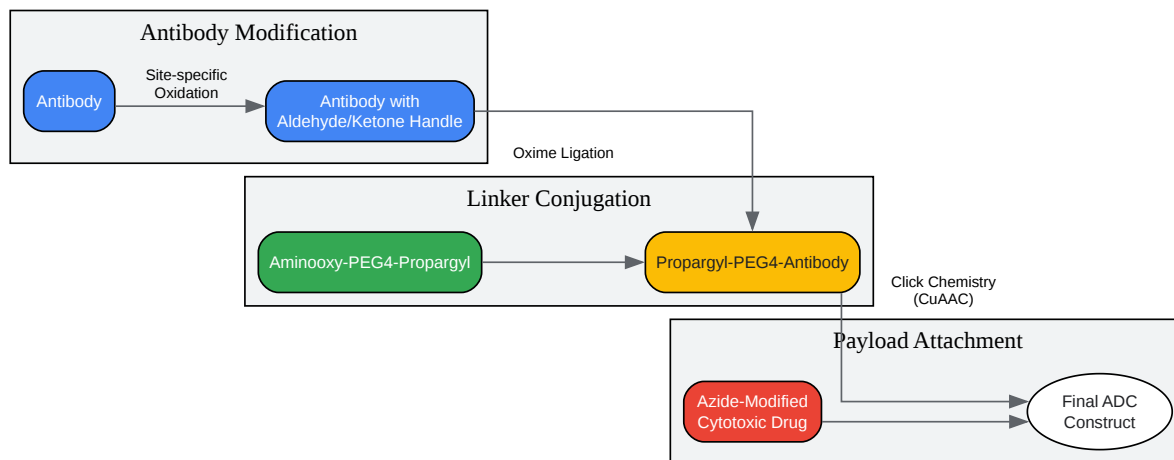 Antibody Modification
Antibody
Site-specific
Oxidation
Antibody with
Aldehyde/Ketone Handle
Oxime Ligation
Linker Conjugation
Aminooxy-PEG4-Propargyl
Propargyl-PEG4-Antibody
Click Chemistry
(CuAAC)
Payload Attachment
Azide-Modified
Cytotoxic Drug
Final ADC
Construct